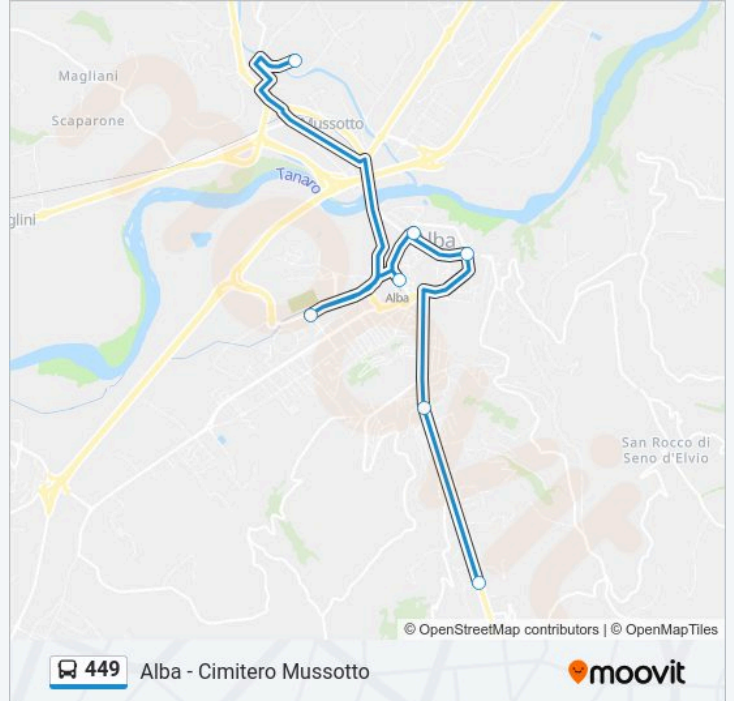 Magliani
Scaparone
Mussotto
Tanaro
glini
lba
Alba
San Rocco di
Seno d'Elvio
© OpenStreetMap contributors | © OpenMapTiles
449 Alba - Cimitero Mussotto
moovit